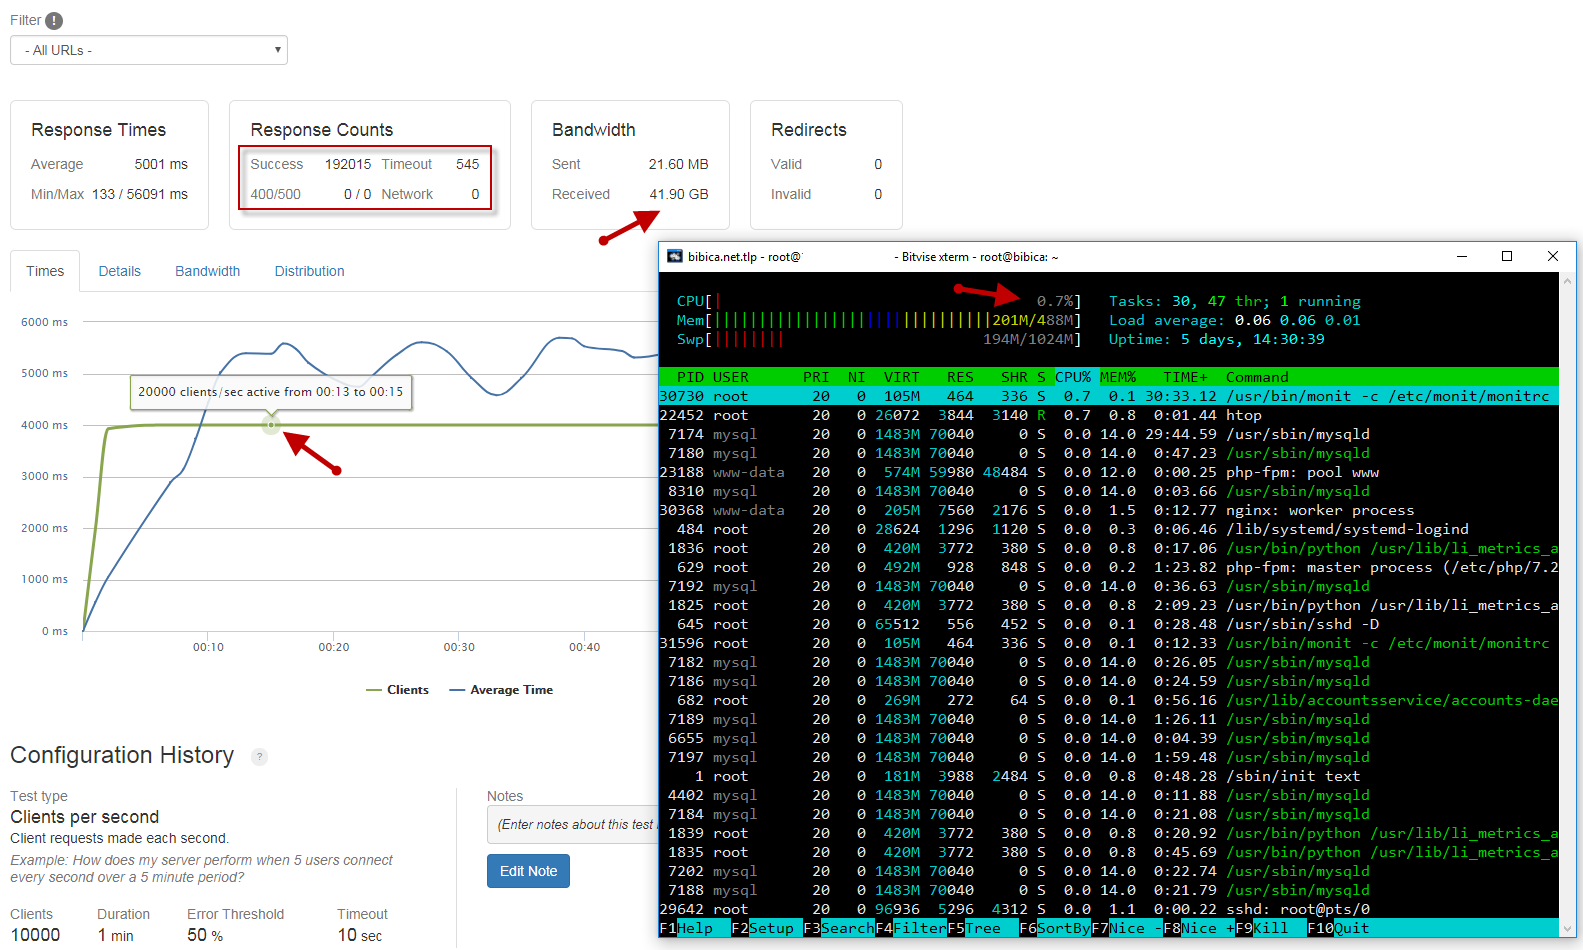 Filter !
- All URLs -
Response Times
Average 5001 ms
Min/Max 133 / 56091 ms
Response Counts
Success 192015 Timeout 545
400/500 0 / 0 Network 0
Bandwidth
Sent 21.60 MB
Received 41.90 GB
Redirects
Valid 0
Invalid 0
Times Details Bandwidth Distribution
6000 ms
5000 ms
4000 ms
3000 ms
2000 ms
1000 ms
0 ms
20000 clients/sec active from 00:13 to 00:15
00:10 00:20 00:30 00:40
Clients Average Time
Configuration History ?
Test type
Clients per second
Client requests made each second.
Example: How does my server perform when 5 users connect
every second over a 5 minute period?
Clients Duration Error Threshold Timeout
10000 1 min 50 % 10 sec
Notes
(Enter notes about this test
Edit Note
bibica.net.tlp - root@ - Bitvise xterm - root@bibica: ~
CPU[| 0.7%] Tasks: 30, 47 thr; 1 running
Mem[||||||||||||||||||||||||||||||||201M/488M] Load average: 0.06 0.06 0.01
Swp[|||||||| 194M/1024M] Uptime: 5 days, 14:30:39
PID USER PRI NI VIRT RES SHR S CPU% MEM% TIME+ Command
30730 root 20 0 105M 464 336 S 0.7 0.1 30:33.12 /usr/bin/monit -c /etc/monit/monitrc
22452 root 20 0 26072 3844 3140 R 0.7 0.8 0:01.44 htop
7174 mysql 20 0 1483M 70040 0 S 0.0 14.0 29:44.59 /usr/sbin/mysqld
7180 mysql 20 0 1483M 70040 0 S 0.0 14.0 0:47.23 /usr/sbin/mysqld
23188 www-data 20 0 574M 59980 48484 S 0.0 12.0 0:00.25 php-fpm: pool www
8310 mysql 20 0 1483M 70040 0 S 0.0 14.0 0:03.66 /usr/sbin/mysqld
30368 www-data 20 0 205M 7560 2176 S 0.0 1.5 0:12.77 nginx: worker process
484 root 20 0 28624 1296 1120 S 0.0 0.3 0:06.46 /lib/systemd/systemd-logind
1836 root 20 0 420M 3772 380 S 0.0 0.8 0:17.06 /usr/bin/python /usr/lib/li_metrics_a
629 root 20 0 492M 928 848 S 0.0 0.2 1:23.82 php-fpm: master process (/etc/php/7.2
7192 mysql 20 0 1483M 70040 0 S 0.0 14.0 0:36.63 /usr/sbin/mysqld
1825 root 20 0 420M 3772 380 S 0.0 0.8 2:09.23 /usr/bin/python /usr/lib/li_metrics_a
645 root 20 0 65512 556 452 S 0.0 0.1 0:28.48 /usr/sbin/sshd -D
31596 root 20 0 105M 464 336 S 0.0 0.1 0:12.33 /usr/bin/monit -c /etc/monit/monitrc
7182 mysql 20 0 1483M 70040 0 S 0.0 14.0 0:26.05 /usr/sbin/mysqld
7186 mysql 20 0 1483M 70040 0 S 0.0 14.0 0:24.59 /usr/sbin/mysqld
682 root 20 0 269M 272 64 S 0.0 0.1 0:56.16 /usr/lib/accountsservice/accounts-dae
7189 mysql 20 0 1483M 70040 0 S 0.0 14.0 1:26.11 /usr/sbin/mysqld
6655 mysql 20 0 1483M 70040 0 S 0.0 14.0 0:04.39 /usr/sbin/mysqld
7197 mysql 20 0 1483M 70040 0 S 0.0 14.0 1:59.48 /usr/sbin/mysqld
1 root 20 0 181M 3988 2484 S 0.0 0.8 0:48.28 /sbin/init text
4402 mysql 20 0 1483M 70040 0 S 0.0 14.0 0:11.88 /usr/sbin/mysqld
7184 mysql 20 0 1483M 70040 0 S 0.0 14.0 0:21.08 /usr/sbin/mysqld
1839 root 20 0 420M 3772 380 S 0.0 0.8 0:20.92 /usr/bin/python /usr/lib/li_metrics_a
1835 root 20 0 420M 3772 380 S 0.0 0.8 0:45.69 /usr/bin/python /usr/lib/li_metrics_a
7202 mysql 20 0 1483M 70040 0 S 0.0 14.0 0:22.74 /usr/sbin/mysqld
7188 mysql 20 0 1483M 70040 0 S 0.0 14.0 0:21.79 /usr/sbin/mysqld
29642 root 20 0 96936 5296 4312 S 0.0 1.1 0:00.22 sshd: root@pts/0
F1Help F2Setup F3SearchF4FilterF5Tree F6SortByF7Nice -F8Nice +F9Kill F10Quit